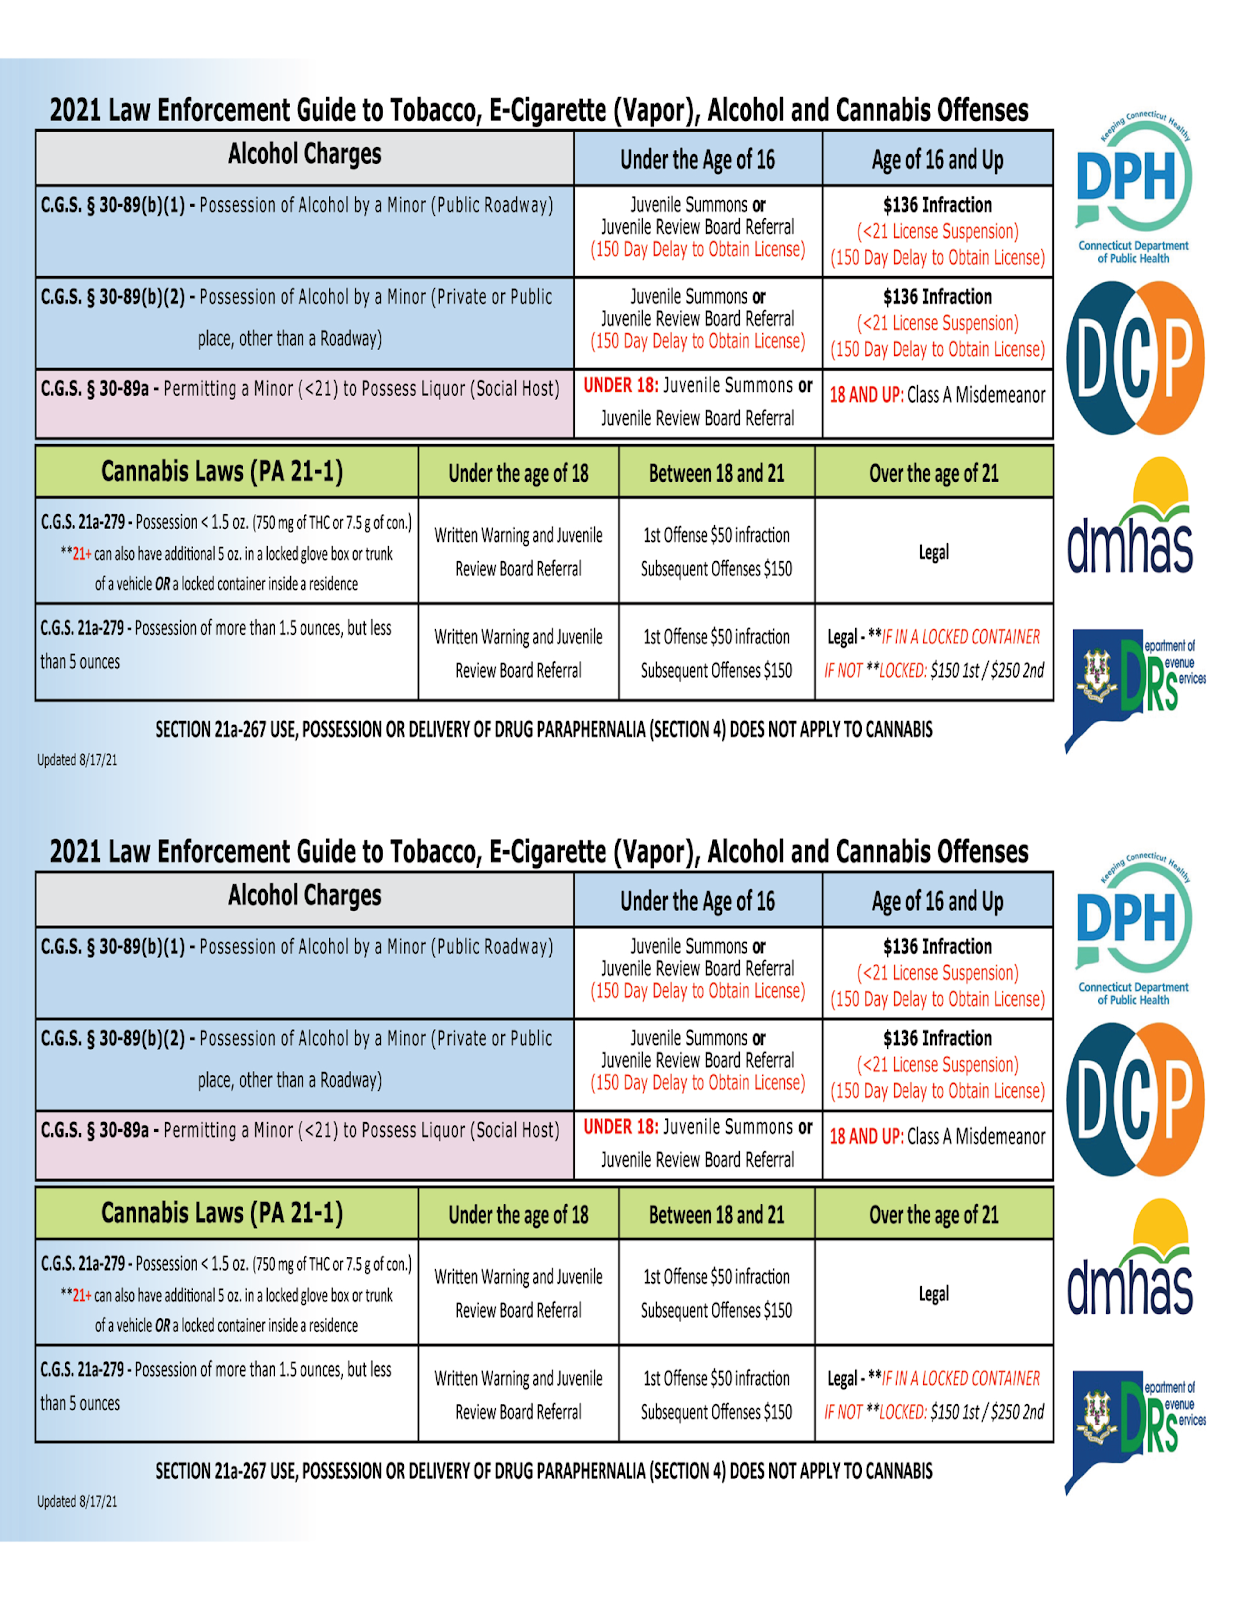 2021 Law Enforcement Guide to Tobacco, E-Cigarette (Vapor), Alcohol and Cannabis Offenses
Alcohol Charges
Under the Age of 16
Age of 16 and Up
C.G.S. § 30-89(b)(1) - Possession of Alcohol by a Minor (Public Roadway)
Juvenile Summons or
Juvenile Review Board Referral
(150 Day Delay to Obtain License)
$136 Infraction
(<21 License Suspension)
(150 Day Delay to Obtain License)
C.G.S. § 30-89(b)(2) - Possession of Alcohol by a Minor (Private or Public
place, other than a Roadway)
Juvenile Summons or
Juvenile Review Board Referral
(150 Day Delay to Obtain License)
$136 Infraction
(<21 License Suspension)
(150 Day Delay to Obtain License)
C.G.S. § 30-89a - Permitting a Minor (<21) to Possess Liquor (Social Host)
UNDER 18: Juvenile Summons or
Juvenile Review Board Referral
18 AND UP: Class A Misdemeanor
Cannabis Laws (PA 21-1)
Under the age of 18
Between 18 and 21
Over the age of 21
C.G.S. 21a-279 - Possession < 1.5 oz. (750 mg of THC or 7.5 g of con.)
**21+ can also have additional 5 oz. in a locked glove box or trunk
of a vehicle OR a locked container inside a residence
Written Warning and Juvenile
Review Board Referral
1st Offense $50 infraction
Subsequent Offenses $150
Legal
C.G.S. 21a-279 - Possession of more than 1.5 ounces, but less
than 5 ounces
Written Warning and Juvenile
Review Board Referral
1st Offense $50 infraction
Subsequent Offenses $150
Legal - **IF IN A LOCKED CONTAINER
IF NOT **LOCKED: $150 1st / $250 2nd
SECTION 21a-267 USE, POSSESSION OR DELIVERY OF DRUG PARAPHERNALIA (SECTION 4) DOES NOT APPLY TO CANNABIS
Updated 8/17/21
Keeping Connecticut Healthy
DPH
Connecticut Department
of Public Health
DCP
dmhas
Department of
Revenue
Services
2021 Law Enforcement Guide to Tobacco, E-Cigarette (Vapor), Alcohol and Cannabis Offenses
Alcohol Charges
Under the Age of 16
Age of 16 and Up
C.G.S. § 30-89(b)(1) - Possession of Alcohol by a Minor (Public Roadway)
Juvenile Summons or
Juvenile Review Board Referral
(150 Day Delay to Obtain License)
$136 Infraction
(<21 License Suspension)
(150 Day Delay to Obtain License)
C.G.S. § 30-89(b)(2) - Possession of Alcohol by a Minor (Private or Public
place, other than a Roadway)
Juvenile Summons or
Juvenile Review Board Referral
(150 Day Delay to Obtain License)
$136 Infraction
(<21 License Suspension)
(150 Day Delay to Obtain License)
C.G.S. § 30-89a - Permitting a Minor (<21) to Possess Liquor (Social Host)
UNDER 18: Juvenile Summons or
Juvenile Review Board Referral
18 AND UP: Class A Misdemeanor
Cannabis Laws (PA 21-1)
Under the age of 18
Between 18 and 21
Over the age of 21
C.G.S. 21a-279 - Possession < 1.5 oz. (750 mg of THC or 7.5 g of con.)
**21+ can also have additional 5 oz. in a locked glove box or trunk
of a vehicle OR a locked container inside a residence
Written Warning and Juvenile
Review Board Referral
1st Offense $50 infraction
Subsequent Offenses $150
Legal
C.G.S. 21a-279 - Possession of more than 1.5 ounces, but less
than 5 ounces
Written Warning and Juvenile
Review Board Referral
1st Offense $50 infraction
Subsequent Offenses $150
Legal - **IF IN A LOCKED CONTAINER
IF NOT **LOCKED: $150 1st / $250 2nd
SECTION 21a-267 USE, POSSESSION OR DELIVERY OF DRUG PARAPHERNALIA (SECTION 4) DOES NOT APPLY TO CANNABIS
Updated 8/17/21
Keeping Connecticut Healthy
DPH
Connecticut Department
of Public Health
DCP
dmhas
Department of
Revenue
Services